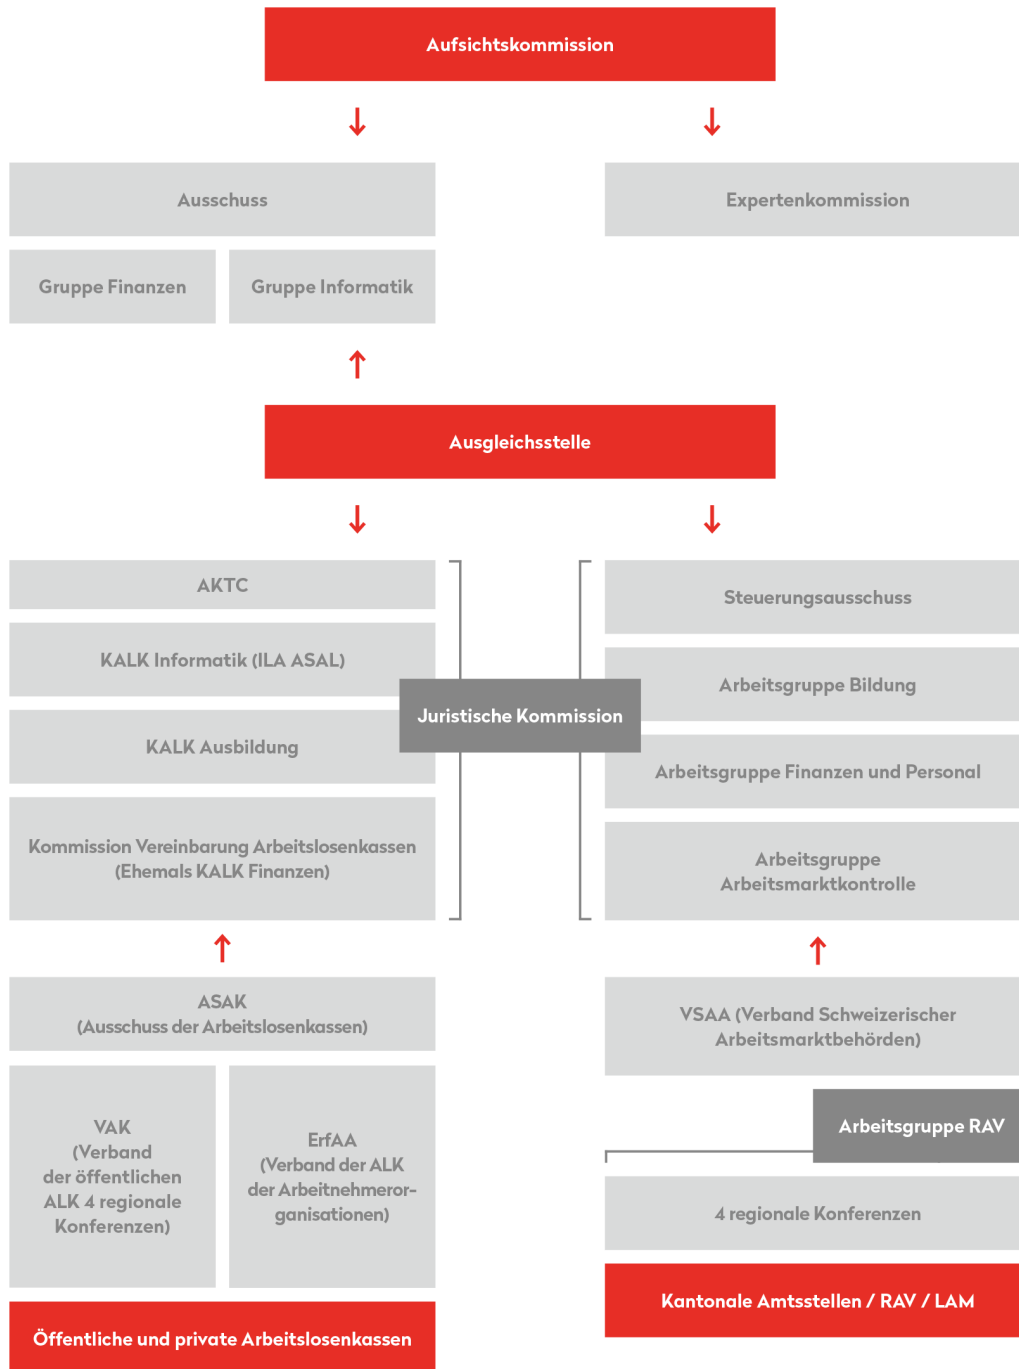 Aufsichtskommission
Ausschuss
Expertenkommission
Gruppe Finanzen
Gruppe Informatik
Ausgleichsstelle
AKTC
KALK Informatik (ILA ASAL)
KALK Ausbildung
Kommission Vereinbarung Arbeitslosenkassen
(Ehemals KALK Finanzen)
Juristische Kommission
Steuerungsausschuss
Arbeitsgruppe Bildung
Arbeitsgruppe Finanzen und Personal
Arbeitsgruppe
Arbeitsmarktkontrolle
ASAK
(Ausschuss der Arbeitslosenkassen)
VAK
(Verband
der öffentlichen
ALK 4 regionale
Konferenzen)
ErfAA
(Verband der ALK
der Arbeitnehmeror-
ganisationen)
Öffentliche und private Arbeitslosenkassen
VSAA (Verband Schweizerischer
Arbeitsmarktbehörden)
Arbeitsgruppe RAV
4 regionale Konferenzen
Kantonale Amtsstellen / RAV / LAM